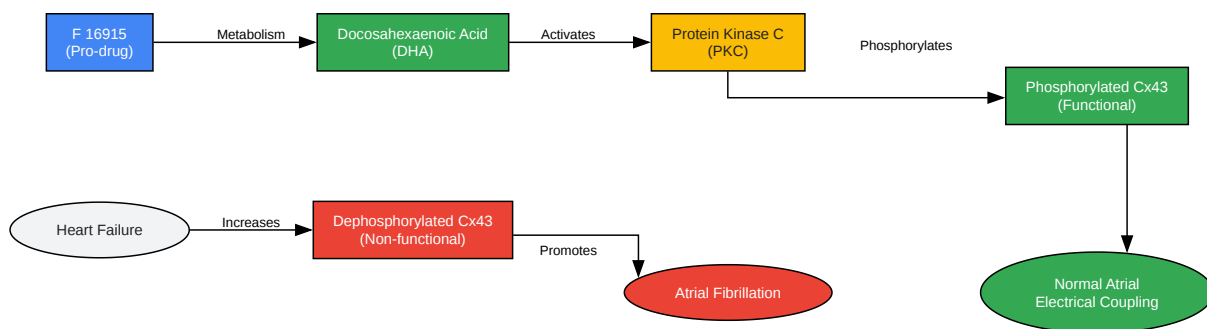 F 16915
(Pro-drug)
Metabolism
Docosahexaenoic Acid
(DHA)
Activates
Protein Kinase C
(PKC)
Phosphorylates
Phosphorylated Cx43
(Functional)
Heart Failure
Increases
Dephosphorylated Cx43
(Non-functional)
Promotes
Atrial Fibrillation
Normal Atrial
Electrical Coupling